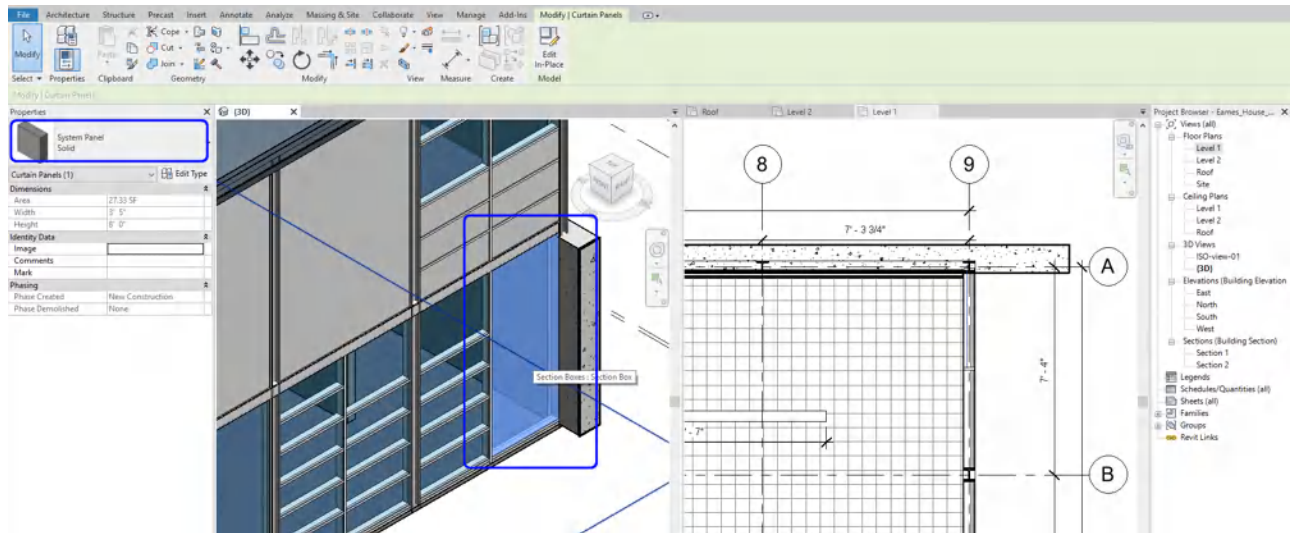 File Architecture Structure Precast Insert Annotate Analyze Massing & Site Collaborate View Manage Add-Ins Modify | Curtain Panels
Modify
Paste
Cope
Cut
Join
Edit
In-Place
Select Properties Clipboard Geometry Modify View Measure Create Model
Modify | Curtain Panels
Properties
{3D}
Roof
Level 2
Level 1
Project Browser - Eames_House_...
System Panel
Solid
Curtain Panels (1)
Edit Type
Dimensions
Area 27.33 SF
Width 3' 5"
Height 8' 0"
Identity Data
Image
Comments
Mark
Phasing
Phase Created New Construction
Phase Demolished None
Section Boxes : Section Box
8
9
7' - 3 3/4"
A
7' - 4"
' - 7"
B
Views (all)
Floor Plans
Level 1
Level 2
Roof
Site
Ceiling Plans
Level 1
Level 2
Roof
3D Views
ISO-view-01
{3D}
Elevations (Building Elevation
East
North
South
West
Sections (Building Section)
Section 1
Section 2
Legends
Schedules/Quantities (all)
Sheets (all)
Families
Groups
Revit Links